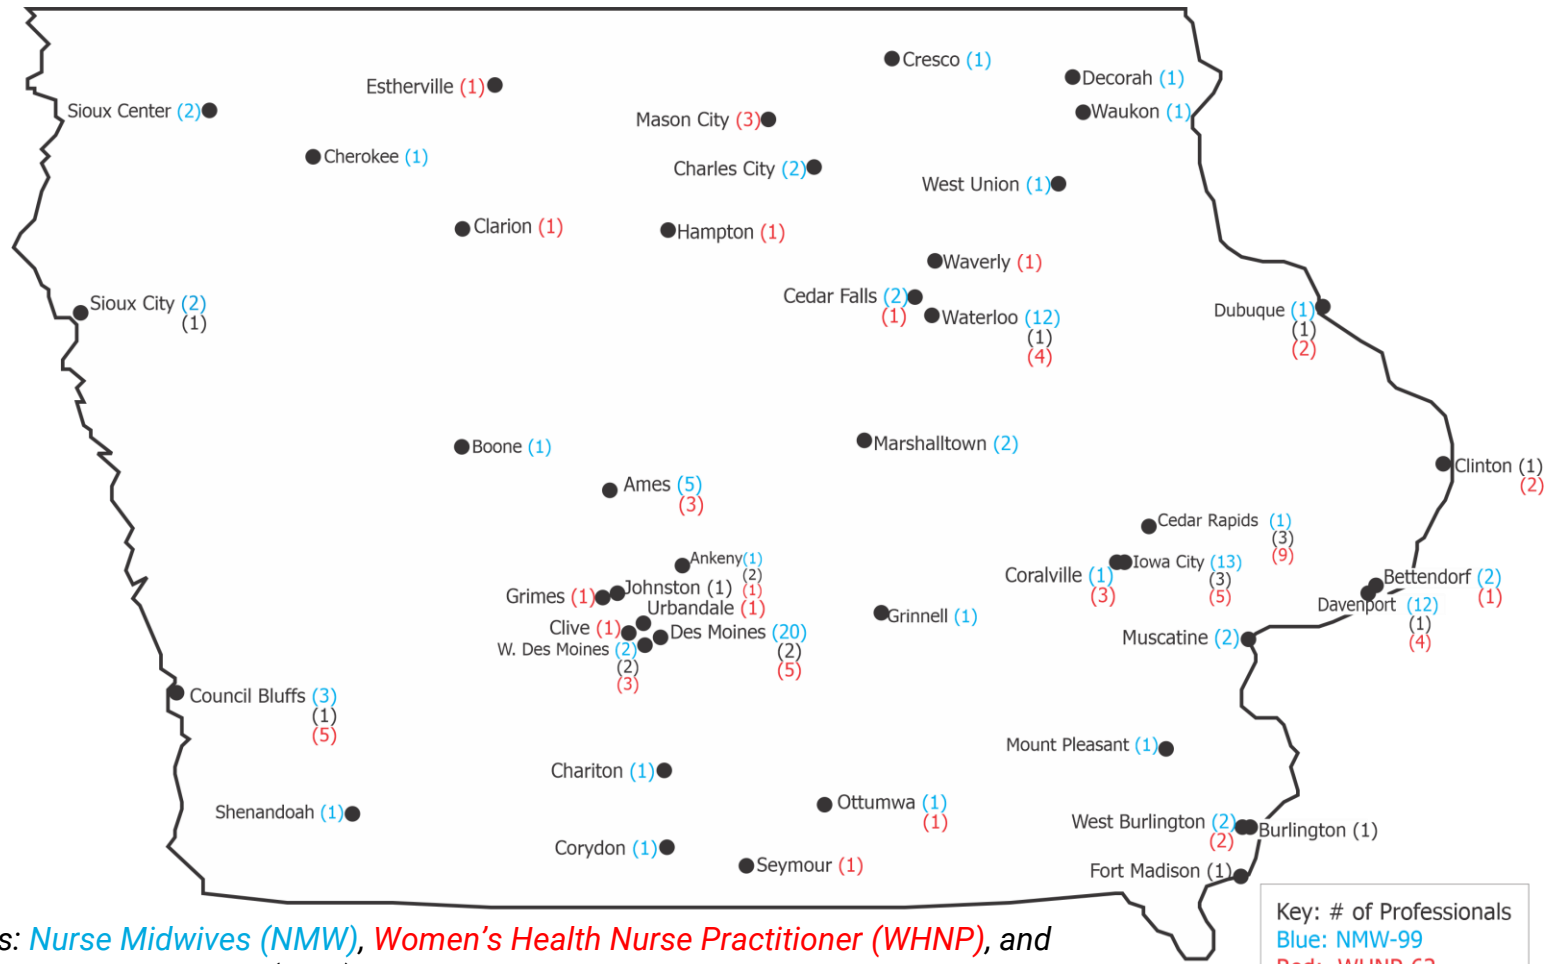 Cresco (1)
Decorah (1)
Estherville (1)
Sioux Center (2)
Waukon (1)
Mason City (3)
Cherokee (1)
Charles City (2)
West Union (1)
Clarion (1)
Hampton (1)
Waverly (1)
Sioux City (2)
(1)
Cedar Falls (2)
(1)
Waterloo (12)
(1)
(4)
Dubuque (1)
(1)
(2)
Boone (1)
Marshalltown (2)
Clinton (1)
(2)
Ames (5)
(3)
Cedar Rapids (1)
(3)
(9)
Ankeny(1)
(2)
(1)
Iowa City (13)
(3)
(5)
Coralville (1)
(3)
Bettendorf (2)
(1)
Johnston (1)
Grimes (1)
Urbandale (1)
Davenport (12)
(1)
(4)
Grinnell (1)
Clive (1)
Des Moines (20)
(2)
(5)
W. Des Moines (2)
(2)
(3)
Muscatine (2)
Council Bluffs (3)
(1)
(5)
Mount Pleasant (1)
Chariton (1)
Shenandoah (1)
Ottumwa (1)
(1)
West Burlington (2)
(2)
Burlington (1)
Corydon (1)
Seymour (1)
Fort Madison (1)
Key: # of Professionals
Blue: NMW-99
s: Nurse Midwives (NMW), Women's Health Nurse Practitioner (WHNP), and